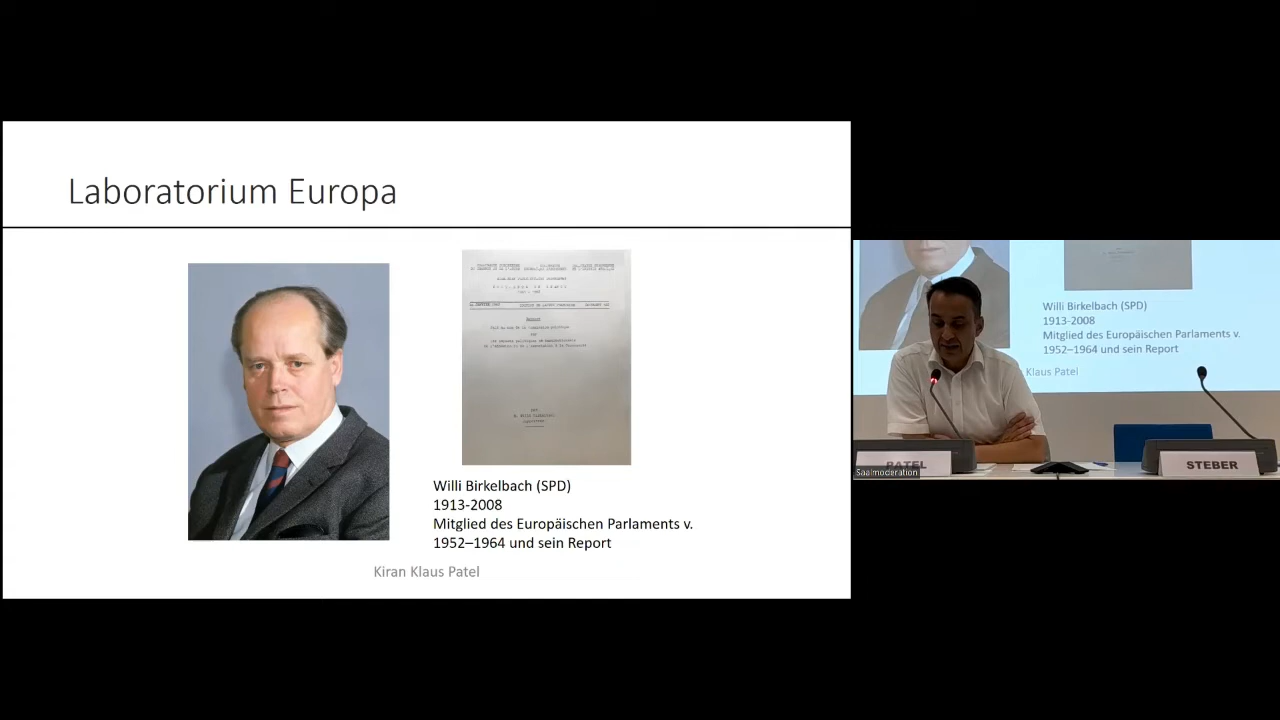 Laboratorium Europa
Willi Birkelbach (SPD)
1913-2008
Mitglied des Europäischen Parlaments v.
1952–1964 und sein Report
Kiran Klaus Patel
Willi Birkelbach (SPD)
1913-2008
Mitglied des Europäischen Parlaments v.
1952–1964 und sein Report
Klaus Patel
PATEL
STEBER
Saalmoderation